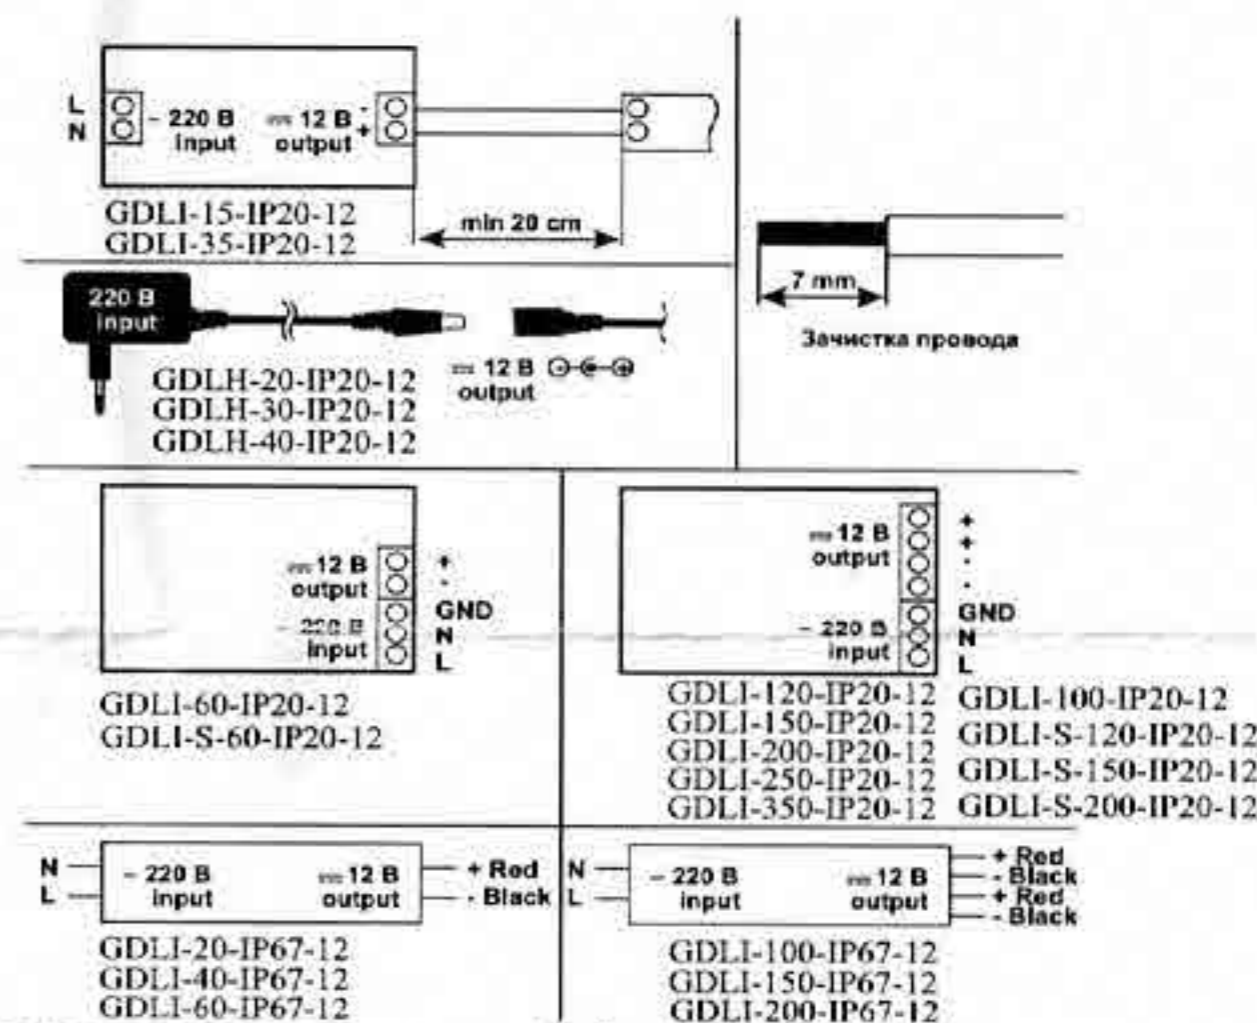 L
N
~ 220 В
input
⎓ 12 В
output
-
+
GDLI-15-IP20-12
GDLI-35-IP20-12
min 20 cm
7 mm
Зачистка провода
220 В
input
⎓ 12 В
output
GDLH-20-IP20-12
GDLH-30-IP20-12
GDLH-40-IP20-12
⎓ 12 В
output
~ 220 В
input
+
-
GND
N
L
GDLI-60-IP20-12
GDLI-S-60-IP20-12
⎓ 12 В
output
~ 220 В
input
+
+
-
-
GND
N
L
GDLI-120-IP20-12
GDLI-150-IP20-12
GDLI-200-IP20-12
GDLI-250-IP20-12
GDLI-350-IP20-12
GDLI-100-IP20-12
GDLI-S-120-IP20-12
GDLI-S-150-IP20-12
GDLI-S-200-IP20-12
N
L
~ 220 В
input
⎓ 12 В
output
+ Red
- Black
GDLI-20-IP67-12
GDLI-40-IP67-12
GDLI-60-IP67-12
N
L
~ 220 В
input
⎓ 12 В
output
+ Red
- Black
+ Red
- Black
GDLI-100-IP67-12
GDLI-150-IP67-12
GDLI-200-IP67-12